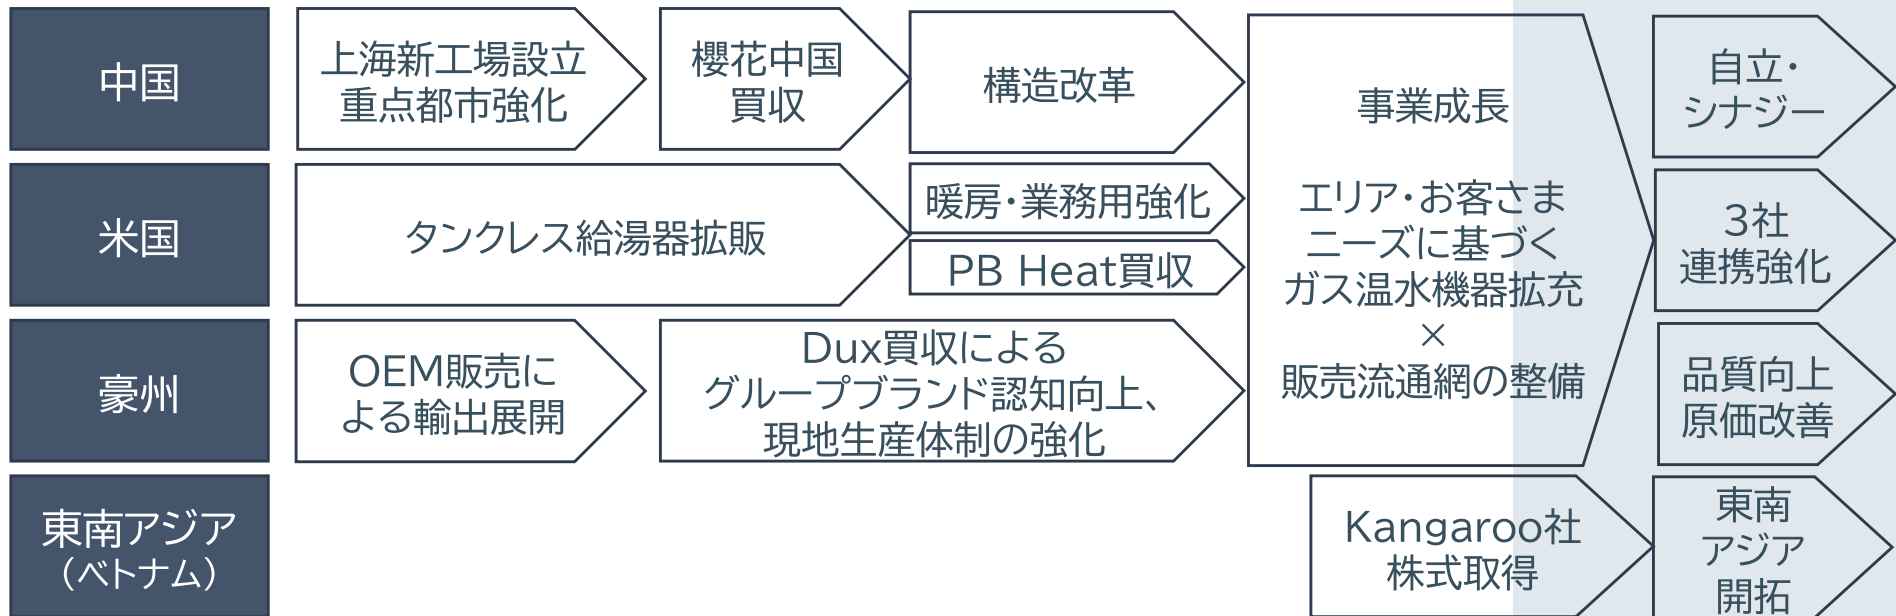 中国
上海新工場設立
重点都市強化
櫻花中国
買収
構造改革
事業成長
エリア・お客さま
ニーズに基づく
ガス温水機器拡充
×
販売流通網の整備
自立・
シナジー
米国
タンクレス給湯器拡販
暖房・業務用強化
PB Heat買収
3社
連携強化
豪州
OEM販売に
よる輸出展開
Dux買収による
グループブランド認知向上、
現地生産体制の強化
品質向上
原価改善
東南アジア
（ベトナム）
Kangaroo社
株式取得
東南
アジア
開拓